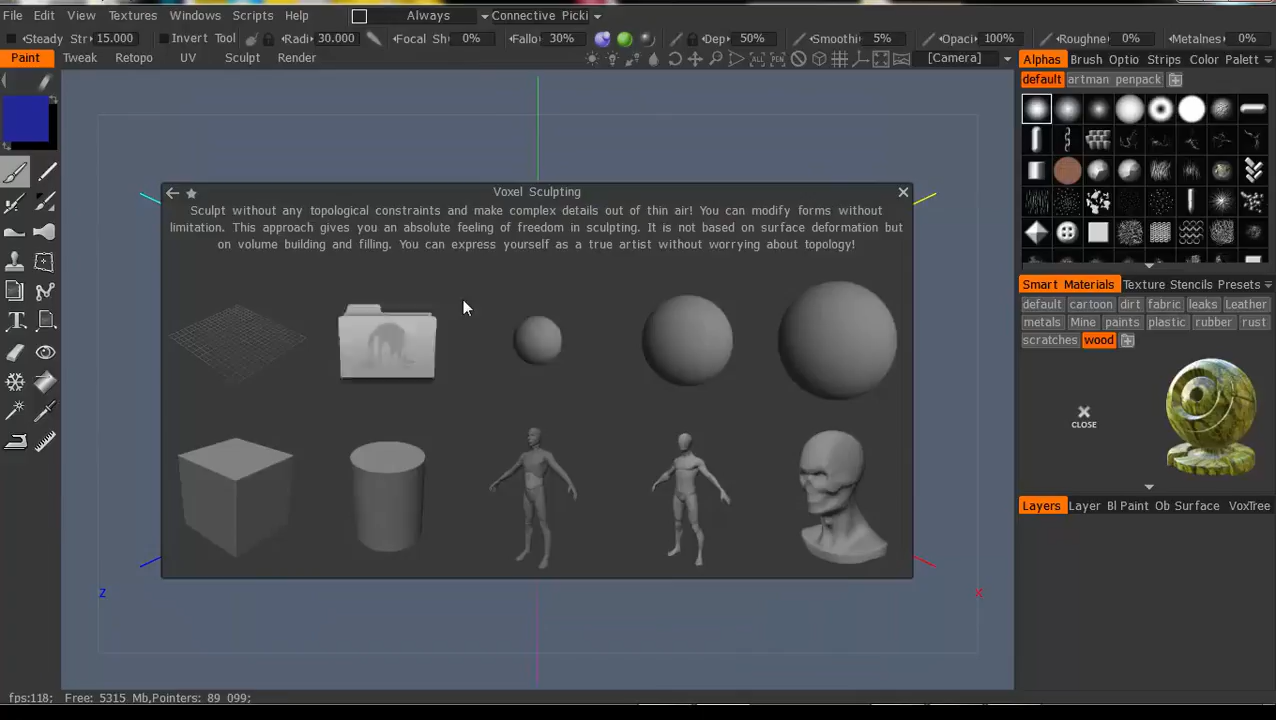 File Edit View Textures Windows Scripts Help Always Connective Picki
Steady Str 15.000 Invert Tool Radi 30.000 Focal Sh 0% Fallo 30% Dep 50% Smoothi 5% Opaci 100% Roughne 0% Metalnes 0%
Paint Tweak Retopo UV Sculpt Render ALL PEN [Camera]
Alphas Brush Optio Strips Color Palett
default artman penpack
Voxel Sculpting
Sculpt without any topological constraints and make complex details out of thin air! You can modify forms without
limitation. This approach gives you an absolute feeling of freedom in sculpting. It is not based on surface deformation but
on volume building and filling. You can express yourself as a true artist without worrying about topology!
Smart Materials Texture Stencils Presets
default cartoon dirt fabric leaks Leather
metals Mine paints plastic rubber rust
scratches wood
CLOSE
Layers Layer Bl Paint Ob Surface VoxTree
Z
X
fps:118; Free: 5315 Mb,Pointers: 89 099;